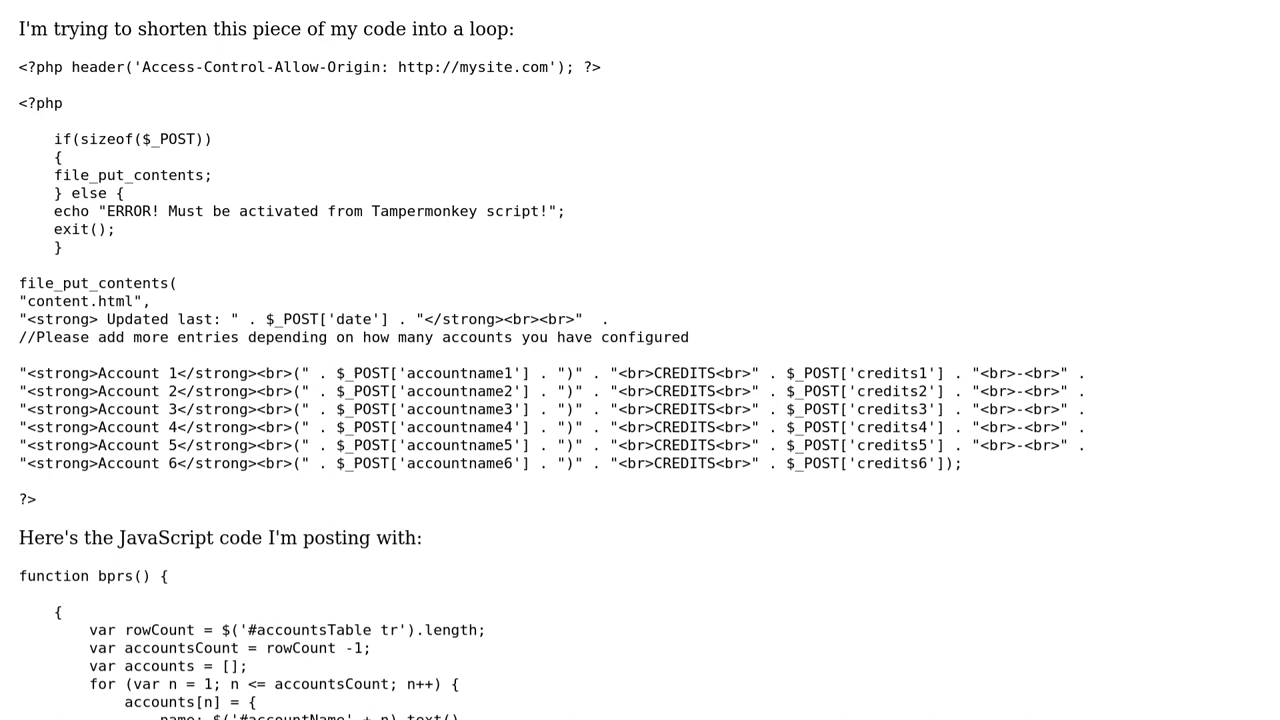 I'm trying to shorten this piece of my code into a loop:
<?php header('Access-Control-Allow-Origin: http://mysite.com'); ?>
<?php
if(sizeof($_POST))
{
file_put_contents;
} else {
echo "ERROR! Must be activated from Tampermonkey script!";
exit();
}
file_put_contents(
"content.html",
"<strong> Updated last: " . $_POST['date'] . "</strong><br><br>"  .
//Please add more entries depending on how many accounts you have configured
"<strong>Account 1</strong><br>(" . $_POST['accountname1'] . ")" . "<br>CREDITS<br>" . $_POST['credits1'] . "<br>-<br>" .
"<strong>Account 2</strong><br>(" . $_POST['accountname2'] . ")" . "<br>CREDITS<br>" . $_POST['credits2'] . "<br>-<br>" .
"<strong>Account 3</strong><br>(" . $_POST['accountname3'] . ")" . "<br>CREDITS<br>" . $_POST['credits3'] . "<br>-<br>" .
"<strong>Account 4</strong><br>(" . $_POST['accountname4'] . ")" . "<br>CREDITS<br>" . $_POST['credits4'] . "<br>-<br>" .
"<strong>Account 5</strong><br>(" . $_POST['accountname5'] . ")" . "<br>CREDITS<br>" . $_POST['credits5'] . "<br>-<br>" .
"<strong>Account 6</strong><br>(" . $_POST['accountname6'] . ")" . "<br>CREDITS<br>" . $_POST['credits6']);
?>
Here's the JavaScript code I'm posting with:
function bprs() {
{
var rowCount = $('#accountsTable tr').length;
var accountsCount = rowCount -1;
var accounts = [];
for (var n = 1; n <= accountsCount; n++) {
accounts[n] = {
name: $('#accountName' + n).text(),